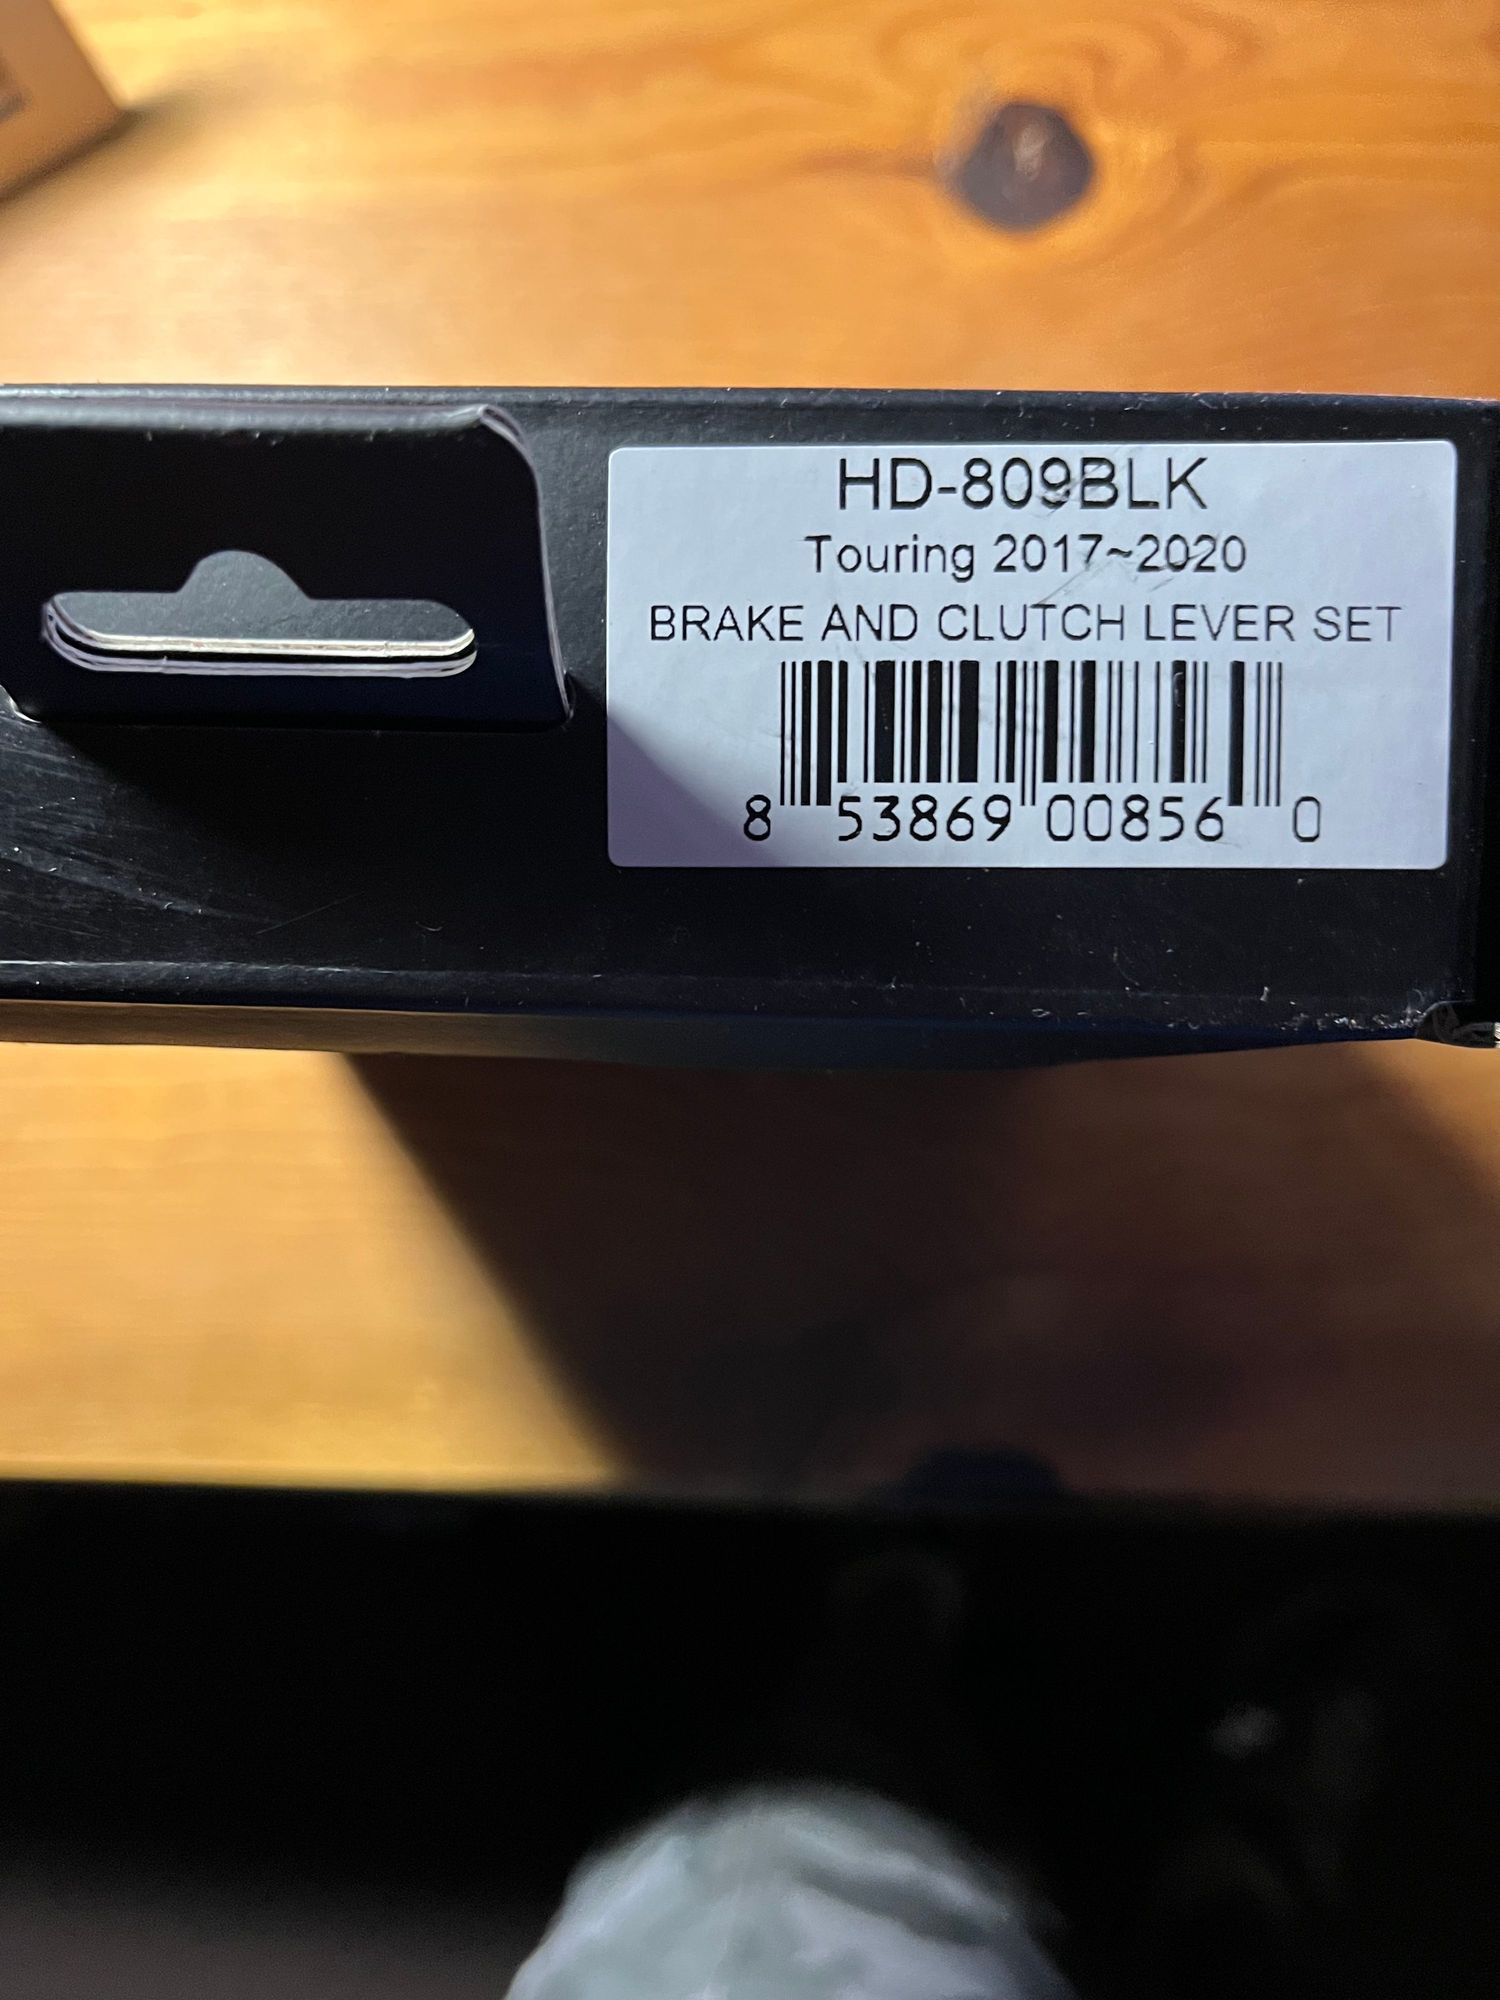 HD-809BLK
Touring 2017~2020
BRAKE AND CLUTCH LEVER SET
8 53869 00856 0